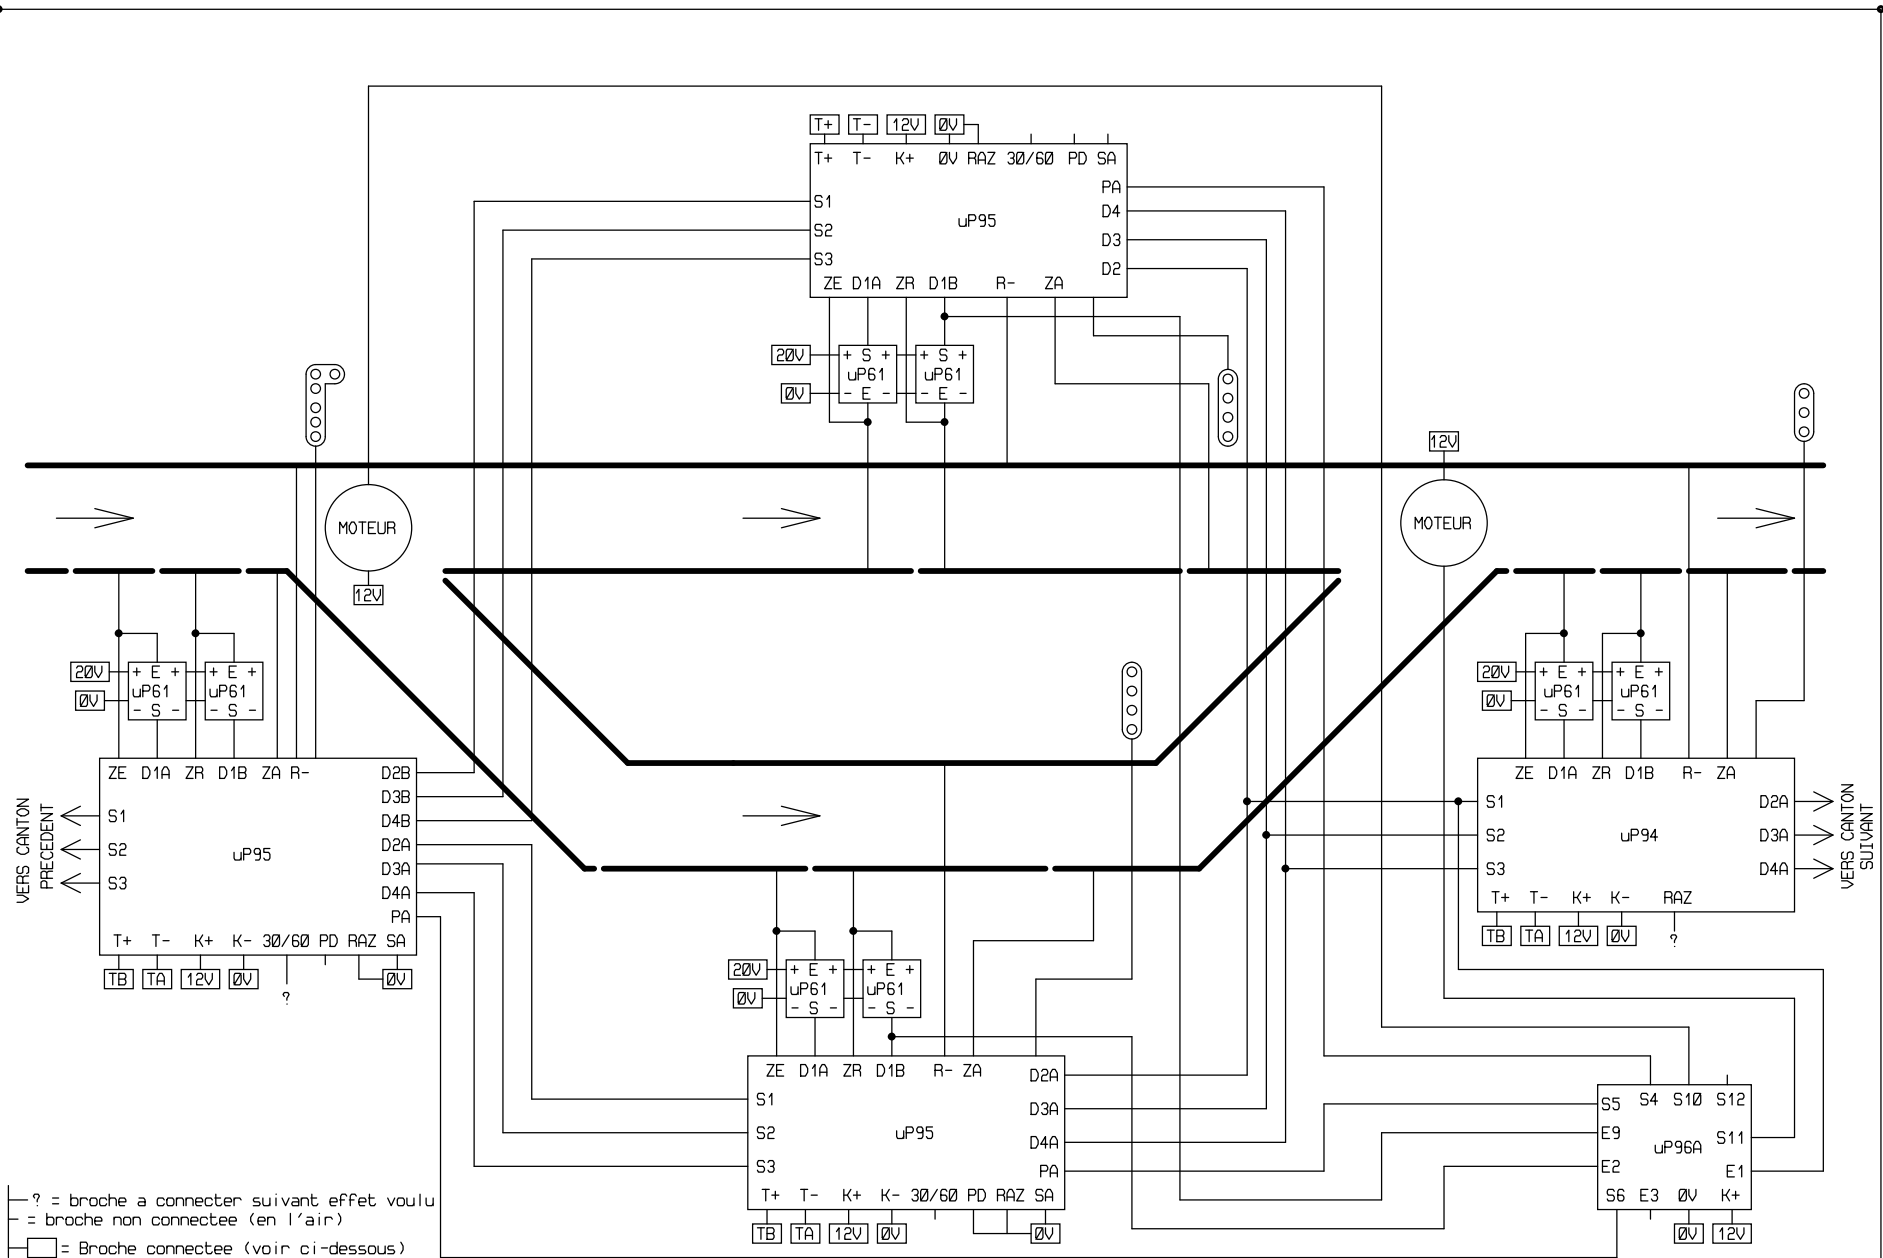 T+ T- 12V ØV
T+ T- K+ ØV RAZ 30/60 PD SA
PA
S1 D4
uP95
S2 D3
S3 D2
ZE D1A ZR D1B R- ZA
20V + S + + S +
uP61 uP61
ØV - E - - E -
12V
MOTEUR MOTEUR
12V
20V + E + + E +
uP61 uP61
ØV - S - - S -
20V + E + + E +
uP61 uP61
ØV - S - - S -
ZE D1A ZR D1B ZA R- D2B
D3B
S1 D4B
D2A
S2 uP95
D3A
S3 D4A
PA
T+ T- K+ K- 30/60 PD RAZ SA
TB TA 12V ØV ? ØV
VERS CANTON
PRECEDENT
ZE D1A ZR D1B R- ZA
S1 D2A
S2 uP94 D3A
S3 D4A
T+ T- K+ K- RAZ
TB TA 12V ØV ?
VERS CANTON
SUIVANT
20V + E + + E +
uP61 uP61
ØV - S - - S -
ZE D1A ZR D1B R- ZA D2A
S1
D3A
S2 uP95
D4A
S3 PA
T+ T- K+ K- 30/60 PD RAZ SA
TB TA 12V ØV ØV
S5 S4 S10 S12
E9 S11
uP96A
E2 E1
S6 E3 ØV K+
ØV 12V
? = broche a connecter suivant effet voulu
= broche non connectee (en l'air)
= Broche connectee (voir ci-dessous)